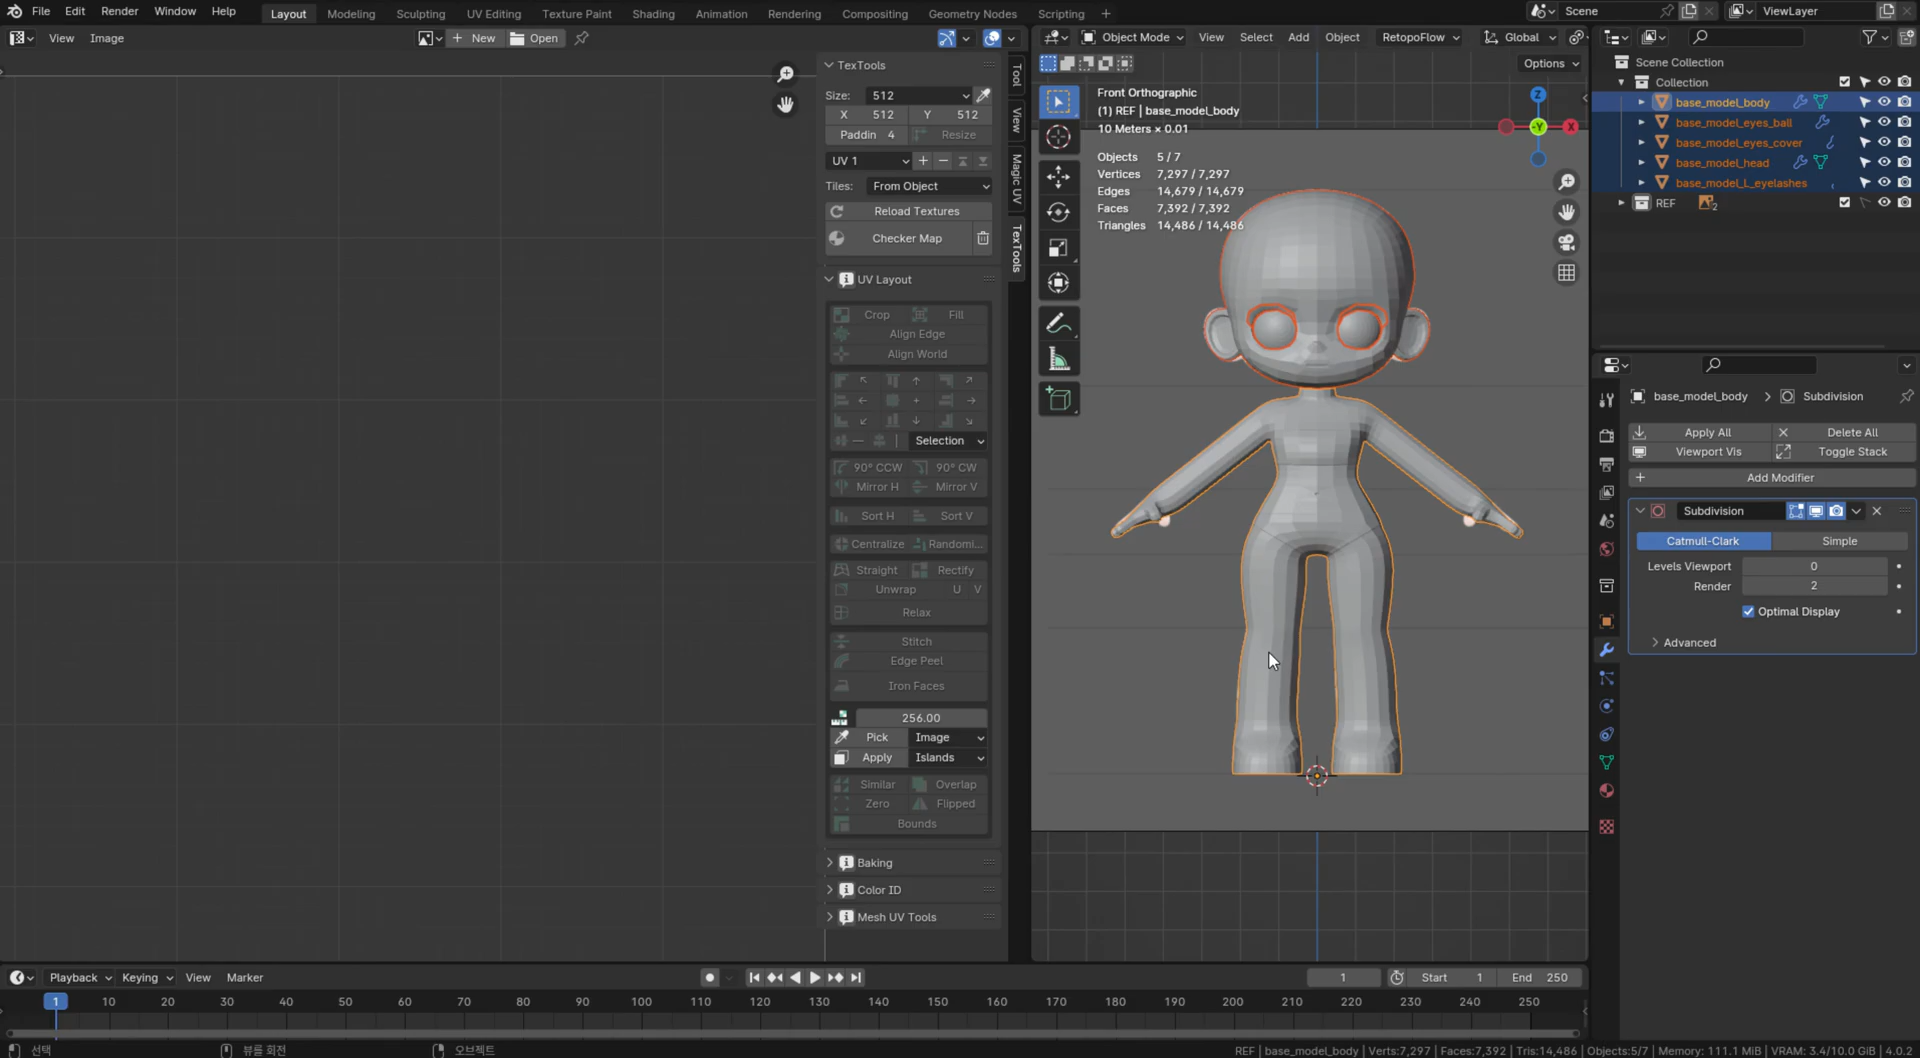 File Edit Render Window Help Layout Modeling Sculpting UV Editing Texture Paint Shading Animation Rendering Compositing Geometry Nodes Scripting + Scene ViewLayer
View Image + New Open
Object Mode View Select Add Object RetopoFlow Global
Options
TexTools
Size: 512
X 512 Y 512
Paddin 4 Resize
UV 1
Tiles: From Object
Reload Textures
Checker Map
UV Layout
Crop Fill
Align Edge
Align World
Selection
90° CCW 90° CW
Mirror H Mirror V
Sort H Sort V
Centralize Randomi...
Straight Rectify
Unwrap U V
Relax
Stitch
Edge Peel
Iron Faces
256.00
Pick Image
Apply Islands
Similar Overlap
Zero Flipped
Bounds
Baking
Color ID
Mesh UV Tools
Tool
View
Magic UV
TexTools
Front Orthographic
(1) REF | base_model_body
10 Meters × 0.01
Objects 5 / 7
Vertices 7,297 / 7,297
Edges 14,679 / 14,679
Faces 7,392 / 7,392
Triangles 14,486 / 14,486
Z
-Y
X
Scene Collection
Collection
base_model_body
base_model_eyes_ball
base_model_eyes_cover
base_model_head
base_model_L_eyelashes
REF 2
base_model_body > Subdivision
Apply All Delete All
Viewport Vis Toggle Stack
Add Modifier
Subdivision
Catmull-Clark Simple
Levels Viewport 0
Render 2
Optimal Display
Advanced
Playback Keying View Marker 1 Start 1 End 250
1 10 20 30 40 50 60 70 80 90 100 110 120 130 140 150 160 170 180 190 200 210 220 230 240 250
선택 뷰를 회전 오브젝트 REF | base_model_body | Verts:7,297 | Faces:7,392 | Tris:14,486 | Objects:5/7 | Memory: 111.1 MiB | VRAM: 3.4/10.0 GiB | 4.0.2